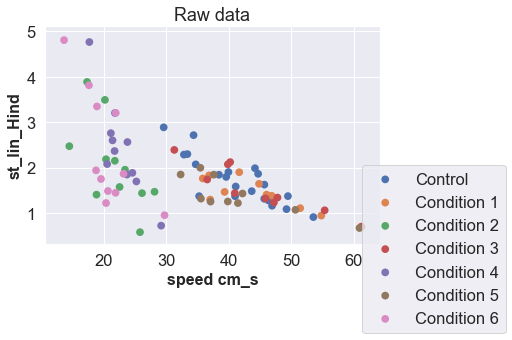 Raw data
5
4
3
2
1
st_lin_Hind
20
30
40
50
60
speed cm_s
Control
Condition 1
Condition 2
Condition 3
Condition 4
Condition 5
Condition 6